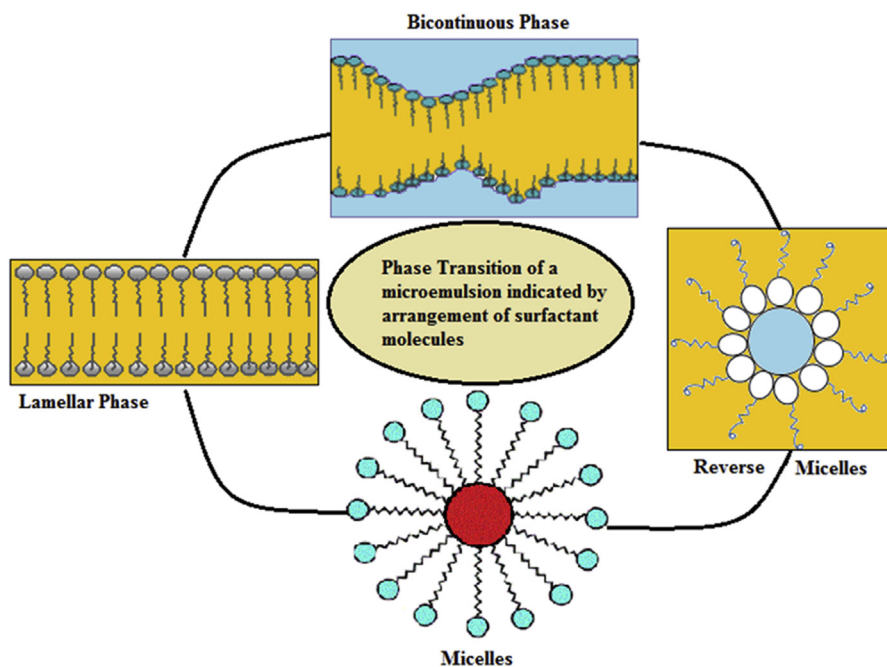 Bicontinuous Phase
Phase Transition of a
microemulsion indicated by
arrangement of surfactant
molecules
Lamellar Phase
Reverse Micelles
Micelles